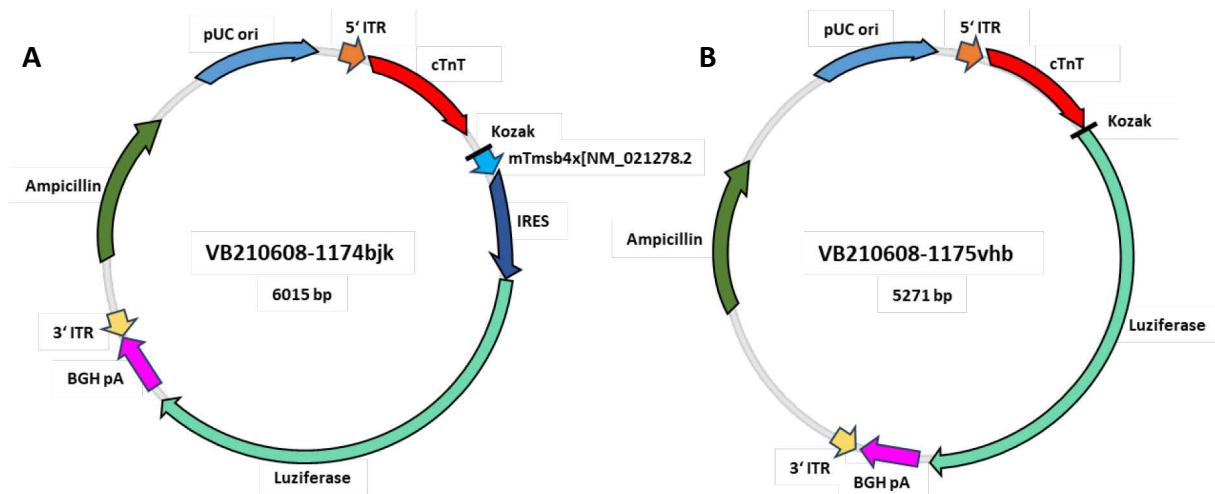 A
pUC ori
5‘ ITR
cTnT
Kozak
mTmsb4x[NM_021278.2
IRES
Ampicillin
VB210608-1174bjk
6015 bp
3‘ ITR
BGH pA
Luziferase
B
pUC ori
5‘ ITR
cTnT
Kozak
Ampicillin
VB210608-1175vhb
5271 bp
Luziferase
3‘ ITR
BGH pA